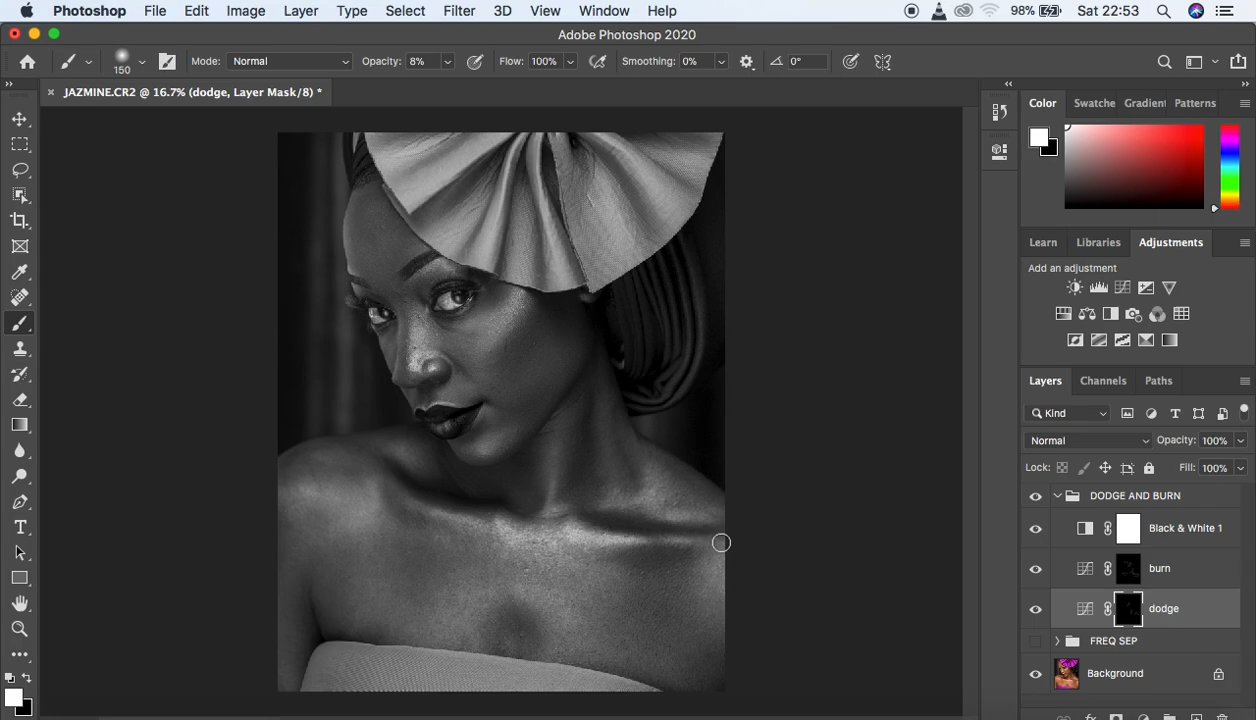 Photoshop File Edit Image Layer Type Select Filter 3D View Window Help 98% Sat 22:53
Adobe Photoshop 2020
150 Mode: Normal Opacity: 8% Flow: 100% Smoothing: 0% 0°
× JAZMINE.CR2 @ 16.7% (dodge, Layer Mask/8) *
Color Swatche Gradient Patterns
Learn Libraries Adjustments
Add an adjustment
Layers Channels Paths
Kind
Normal Opacity: 100%
Lock: Fill: 100%
DODGE AND BURN
Black & White 1
burn
dodge
FREQ SEP
Background